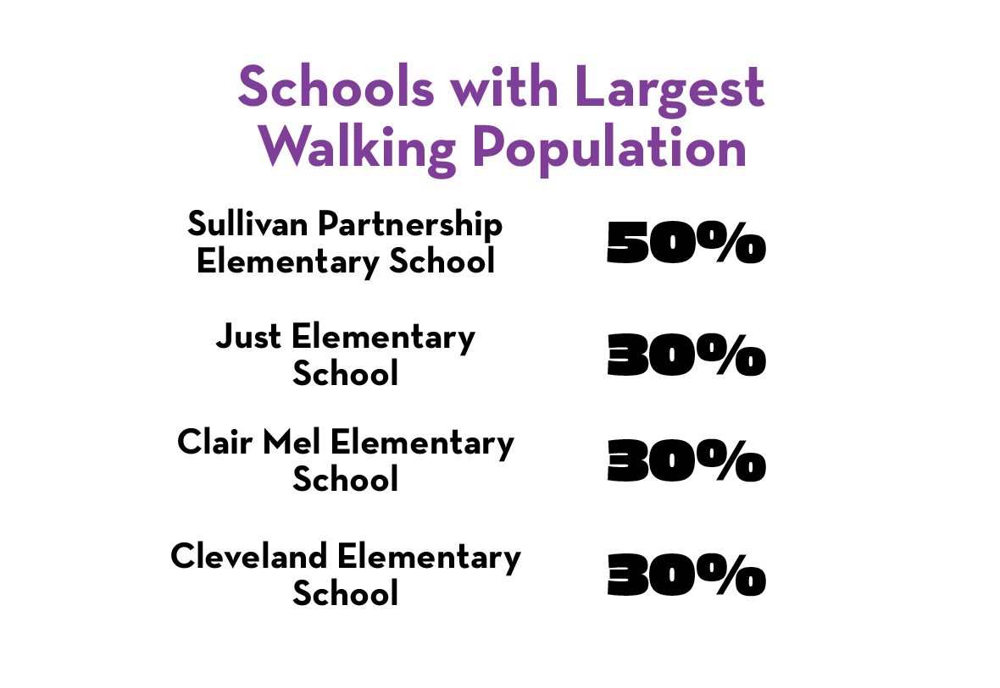 Schools with Largest
Walking Population
Sullivan Partnership
Elementary School
50%
Just Elementary
School
30%
Clair Mel Elementary
School
30%
Cleveland Elementary
School
30%